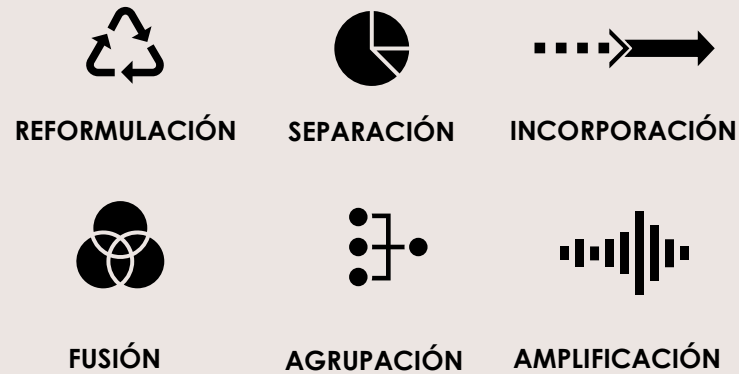 REFORMULACIÓN
SEPARACIÓN
INCORPORACIÓN
FUSIÓN
AGRUPACIÓN
AMPLIFICACIÓN